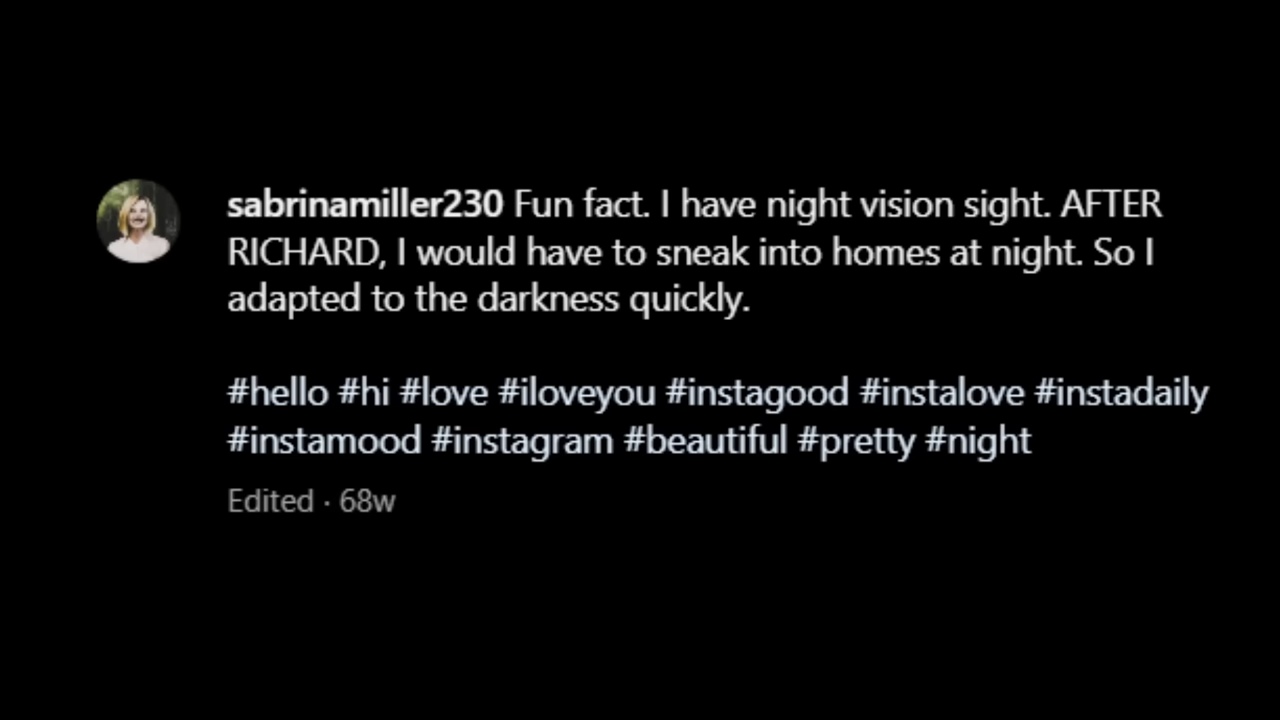 sabrinamiller230 Fun fact. I have night vision sight. AFTER
RICHARD, I would have to sneak into homes at night. So I
adapted to the darkness quickly.
#hello #hi #love #iloveyou #instagood #instalove #instadaily
#instamood #instagram #beautiful #pretty #night
Edited · 68w